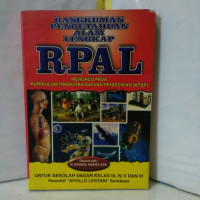 RANGKUMAN
PENGETAHUAN
ALAM
LENGKAP
RPAL
MENGACU PADA
KURIKULUM TINGKAT SATUAN PENDIDIKAN (KTSP)
UNTUK SEKOLAH DASAR KELAS III, IV, V DAN VI
Penerbit "APOLLO LESTARI" Surabaya